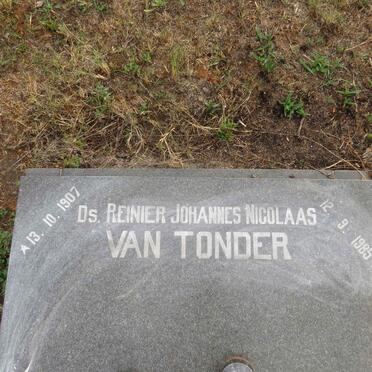 * 13.10.1907
Ds. REINIER JOHANNES NICOLAAS
12.9.1985
VAN TONDER